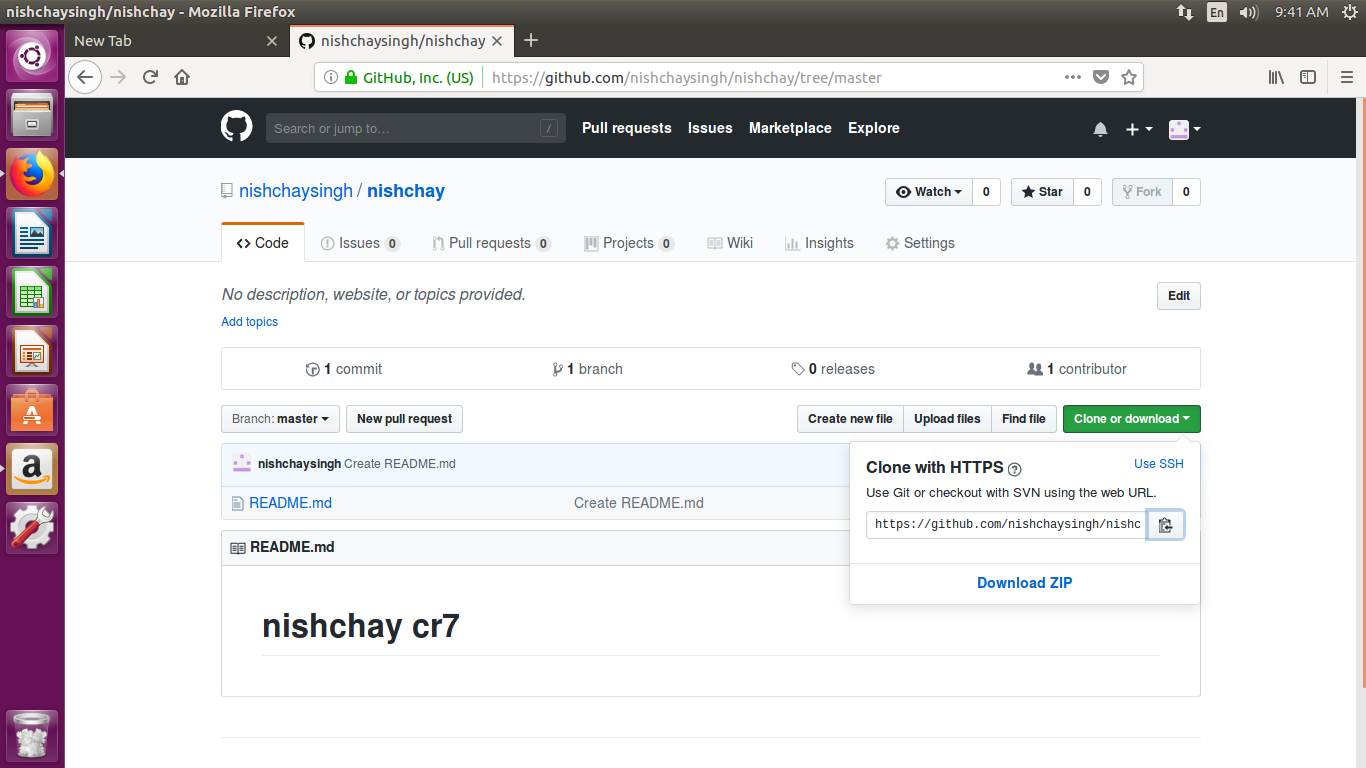 nishchaysingh/nishchay - Mozilla Firefox
En
9:41 AM
New Tab
nishchaysingh/nishchay
GitHub, Inc. (US)
https://github.com/nishchaysingh/nishchay/tree/master
Search or jump to…
/
Pull requests
Issues
Marketplace
Explore
nishchaysingh / nishchay
Watch 0
Star 0
Fork 0
Code
Issues 0
Pull requests 0
Projects 0
Wiki
Insights
Settings
No description, website, or topics provided.
Edit
Add topics
1 commit
1 branch
0 releases
1 contributor
Branch: master
New pull request
Create new file
Upload files
Find file
Clone or download
nishchaysingh Create README.md
README.md
Create README.md
Clone with HTTPS
Use SSH
Use Git or checkout with SVN using the web URL.
https://github.com/nishchaysingh/nishc
Download ZIP
README.md
nishchay cr7